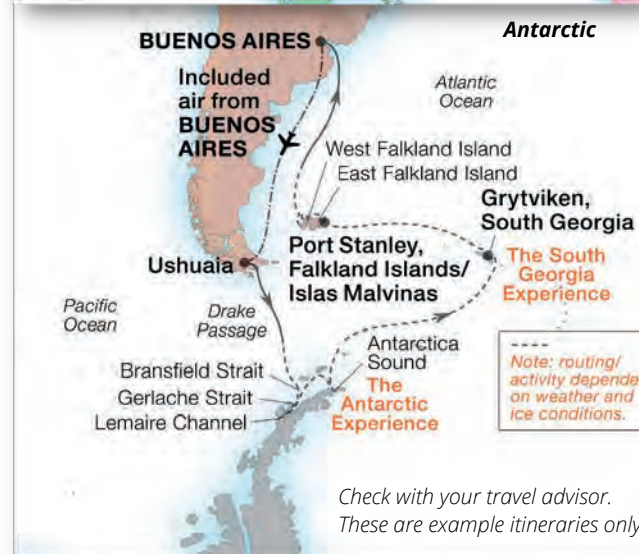 Antarctic
BUENOS AIRES
Included
air from
BUENOS
AIRES
Atlantic
Ocean
West Falkland Island
East Falkland Island
Grytviken,
South Georgia
Port Stanley,
Falkland Islands/
Islas Malvinas
The South
Georgia
Experience
Ushuaia
Pacific
Ocean
Drake
Passage
Antarctica
Sound
Bransfield Strait
Gerlache Strait
Lemaire Channel
The
Antarctic
Experience
Note: routing/
activity depende
on weather and
ice conditions.
Check with your travel advisor.
These are example itineraries only